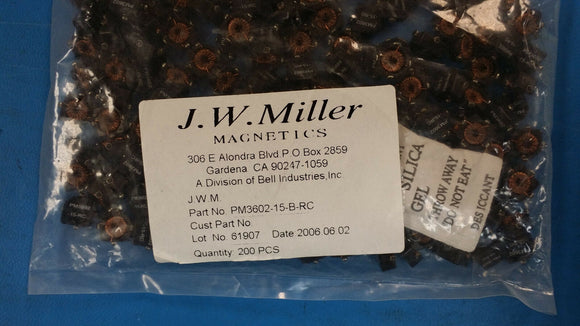 J.W.Miller
MAGNETICS
306 E Alondra Blvd P.O.Box 2859
Gardena. CA 90247-1059
A Division of Bell Industries,Inc
J.W.M.
Part No. PM3602-15-B-RC
Cust Part No.
Lot No. 61907 Date 2006.06.02
Quantity: 200 PCS
SILICA
GEL
THROW AWAY
"DO NOT EAT"
DESICCANT